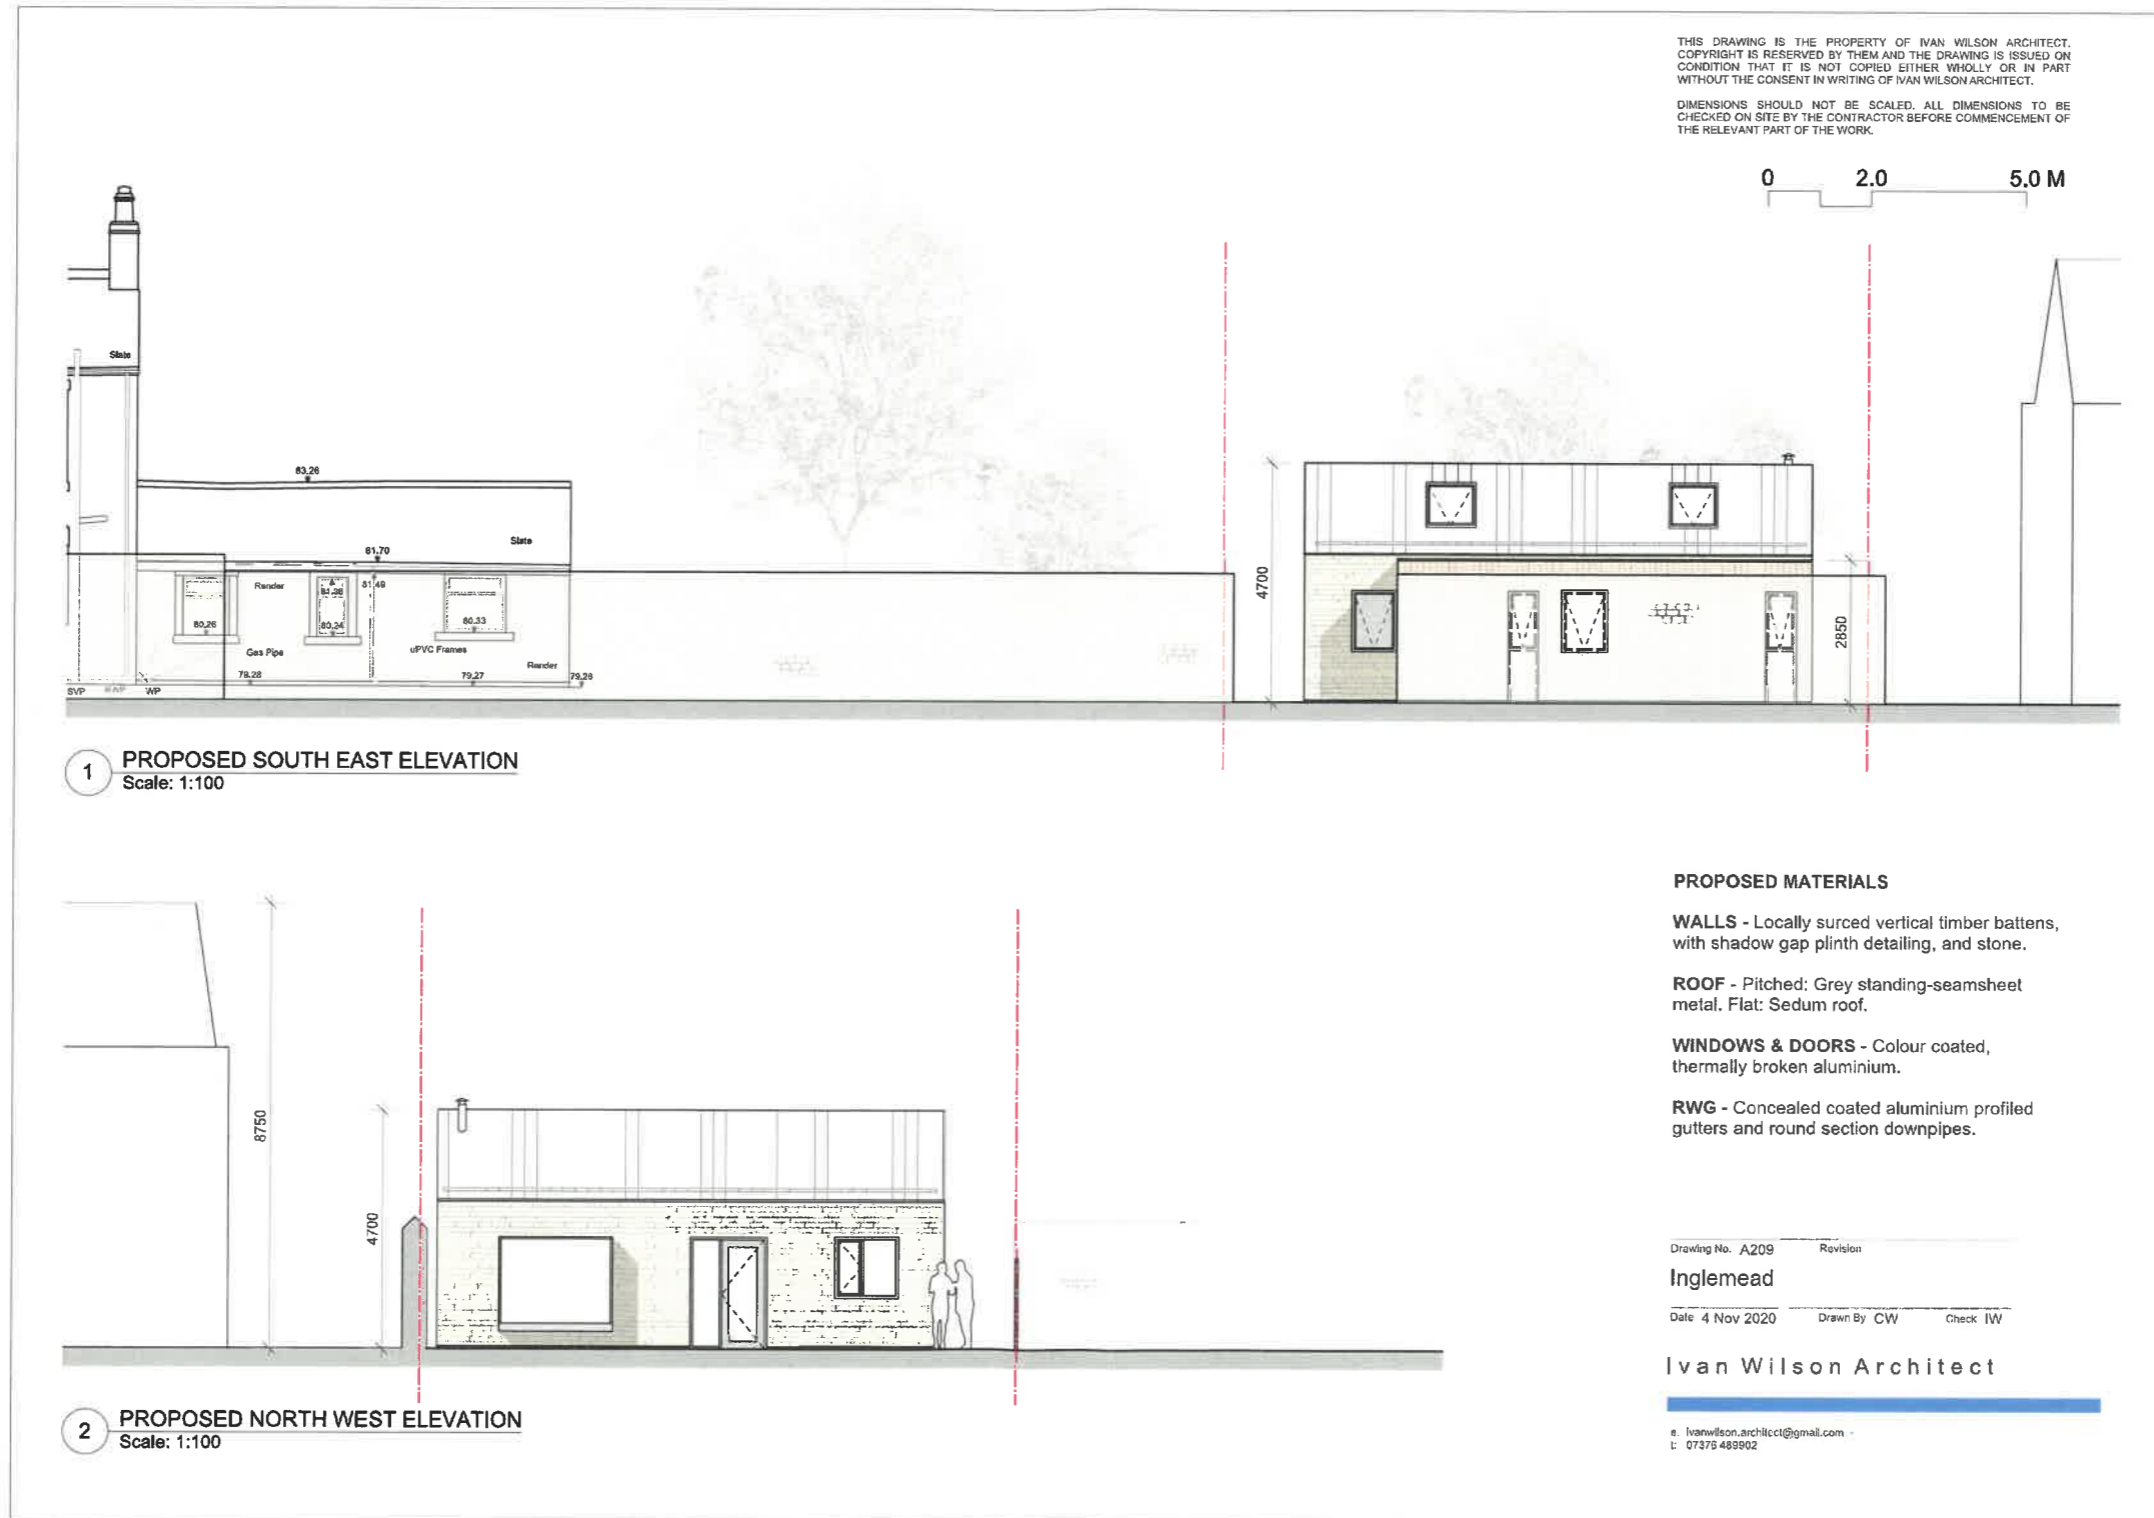 THIS DRAWING IS THE PROPERTY OF IVAN WILSON ARCHITECT.
COPYRIGHT IS RESERVED BY THEM AND THE DRAWING IS ISSUED ON
CONDITION THAT IT IS NOT COPIED EITHER WHOLLY OR IN PART
WITHOUT THE CONSENT IN WRITING OF IVAN WILSON ARCHITECT.
DIMENSIONS SHOULD NOT BE SCALED. ALL DIMENSIONS TO BE
CHECKED ON SITE BY THE CONTRACTOR BEFORE COMMENCEMENT OF
THE RELEVANT PART OF THE WORK.
0 2.0 5.0 M
Slate
83.26
Slate
81.70
Render
81.49
80.26
80.24
80.33
Gas Pipe
uPVC Frames
Render
79.28
79.27
79.26
SVP
WP
4700
2850
1
PROPOSED SOUTH EAST ELEVATION
Scale: 1:100
8750
4700
2
PROPOSED NORTH WEST ELEVATION
Scale: 1:100
PROPOSED MATERIALS
WALLS - Locally surced vertical timber battens,
with shadow gap plinth detailing, and stone.
ROOF - Pitched: Grey standing-seamsheet
metal. Flat: Sedum roof.
WINDOWS & DOORS - Colour coated,
thermally broken aluminium.
RWG - Concealed coated aluminium profiled
gutters and round section downpipes.
Drawing No. A209 Revision
Inglemead
Date 4 Nov 2020 Drawn By CW Check IW
Ivan Wilson Architect
e. ivanwilson.architect@gmail.com
t: 07376 489902